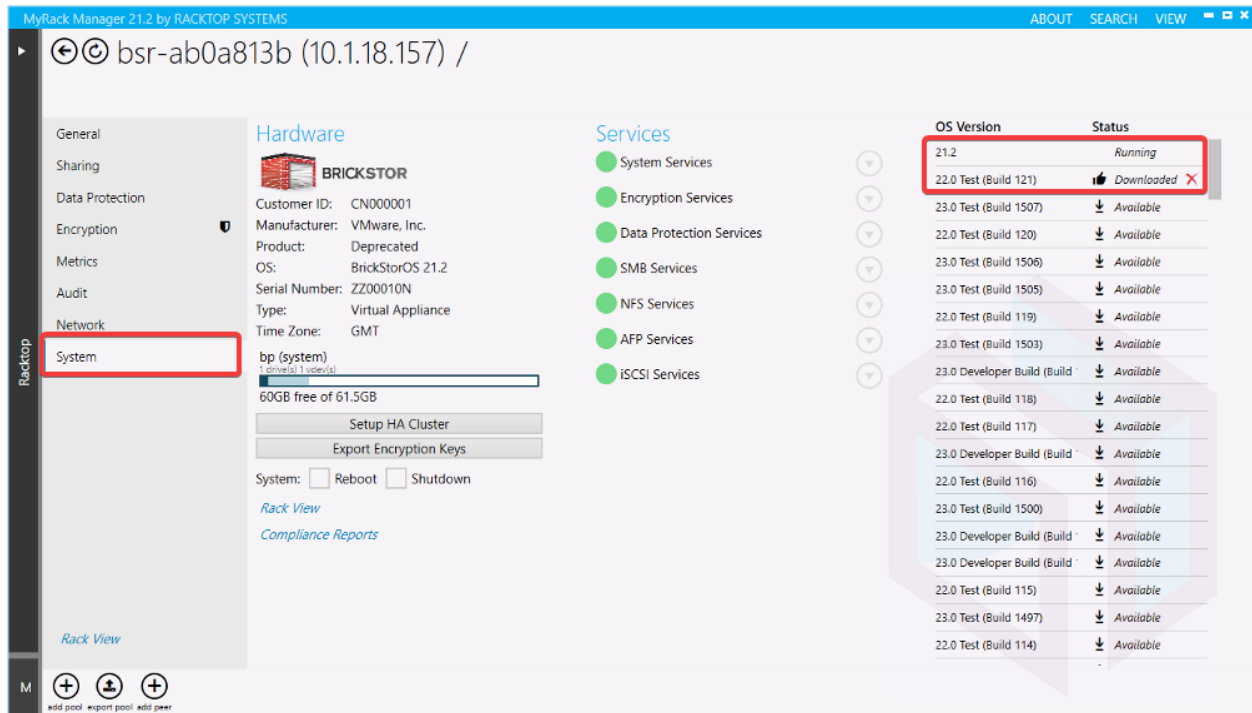 MyRack Manager 21.2 by RACKTOP SYSTEMS ABOUT SEARCH VIEW
bsr-ab0a813b (10.1.18.157) /
General
Sharing
Data Protection
Encryption
Metrics
Audit
Network
System
Rack View
Racktop
M
Hardware
BRICKSTOR
Customer ID: CN000001
Manufacturer: VMware, Inc.
Product: Deprecated
OS: BrickStorOS 21.2
Serial Number: ZZ00010N
Type: Virtual Appliance
Time Zone: GMT
bp (system)
1 drive(s) 1 vdev(s)
60GB free of 61.5GB
Setup HA Cluster
Export Encryption Keys
System: Reboot Shutdown
Rack View
Compliance Reports
Services
System Services
Encryption Services
Data Protection Services
SMB Services
NFS Services
AFP Services
iSCSI Services
OS Version Status
21.2 Running
22.0 Test (Build 121) Downloaded
23.0 Test (Build 1507) Available
22.0 Test (Build 120) Available
23.0 Test (Build 1506) Available
23.0 Test (Build 1505) Available
22.0 Test (Build 119) Available
23.0 Test (Build 1503) Available
23.0 Developer Build (Build Available
22.0 Test (Build 118) Available
22.0 Test (Build 117) Available
23.0 Developer Build (Build Available
22.0 Test (Build 116) Available
23.0 Test (Build 1500) Available
23.0 Developer Build (Build Available
23.0 Developer Build (Build Available
22.0 Test (Build 115) Available
23.0 Test (Build 1497) Available
22.0 Test (Build 114) Available
add pool export pool add peer